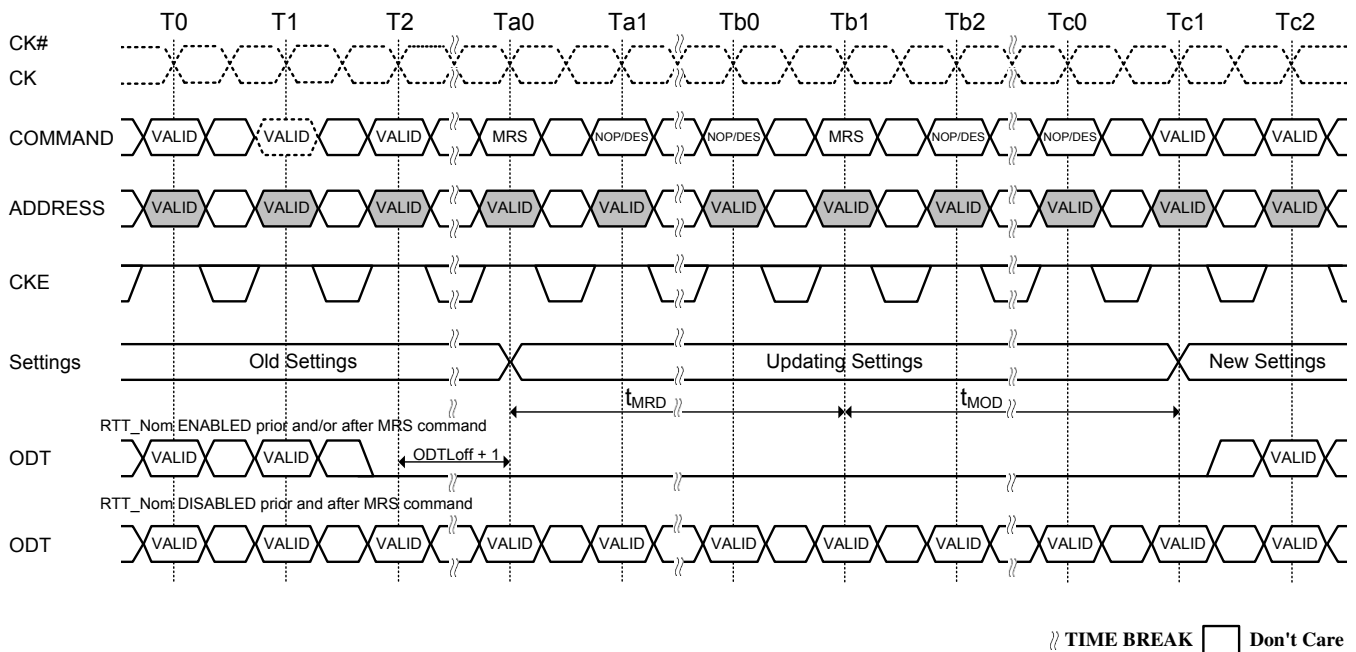 T0 T1 T2 Ta0 Ta1 Tb0 Tb1 Tb2 Tc0 Tc1 Tc2
CK#
CK
COMMAND VALID VALID VALID MRS NOP/DES NOP/DES MRS NOP/DES NOP/DES VALID VALID
ADDRESS VALID VALID VALID VALID VALID VALID VALID VALID VALID VALID VALID
CKE
Settings Old Settings Updating Settings New Settings
tMRD tMOD
RTT_Nom ENABLED prior and/or after MRS command
ODT VALID VALID ODTLoff + 1 VALID
RTT_Nom DISABLED prior and after MRS command
ODT VALID VALID VALID VALID VALID VALID VALID VALID VALID VALID VALID
TIME BREAK Don't Care